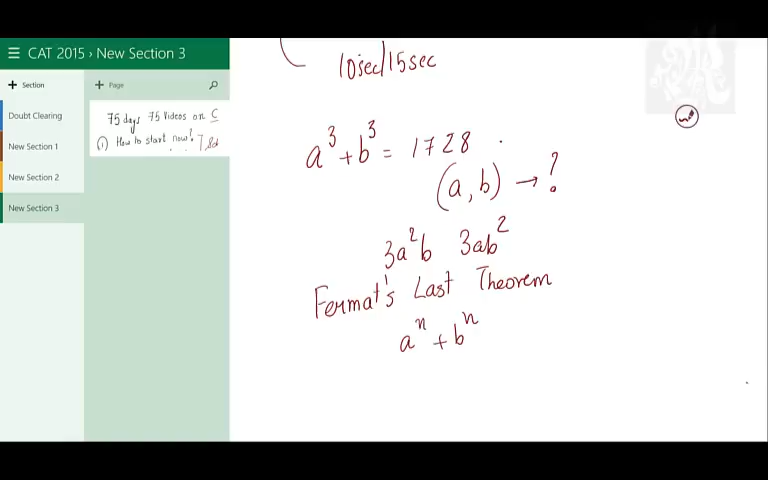 CAT 2015 › New Section 3
+ Section
+ Page
Doubt Clearing
New Section 1
New Section 2
New Section 3
75 days 75 Videos on C
① How to start now?
10sec/15sec
a³ + b³ = 1728
(a, b) → ?
3a²b 3ab²
Fermat's Last Theorem
aⁿ + bⁿ